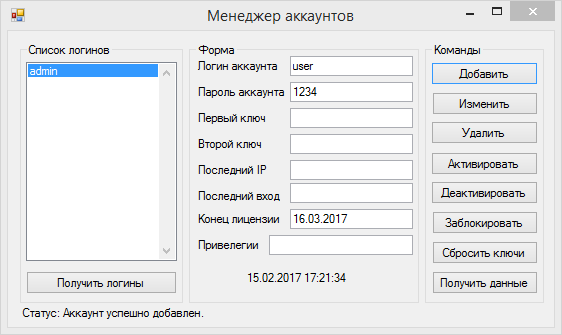 Менеджер аккаунтов
Список логинов
admin
Получить логины
Форма
Логин аккаунта user
Пароль аккаунта 1234
Первый ключ
Второй ключ
Последний IP
Последний вход
Конец лицензии 16.03.2017
Привелегии
15.02.2017 17:21:34
Команды
Добавить
Изменить
Удалить
Активировать
Деактивировать
Заблокировать
Сбросить ключи
Получить данные
Статус: Аккаунт успешно добавлен.